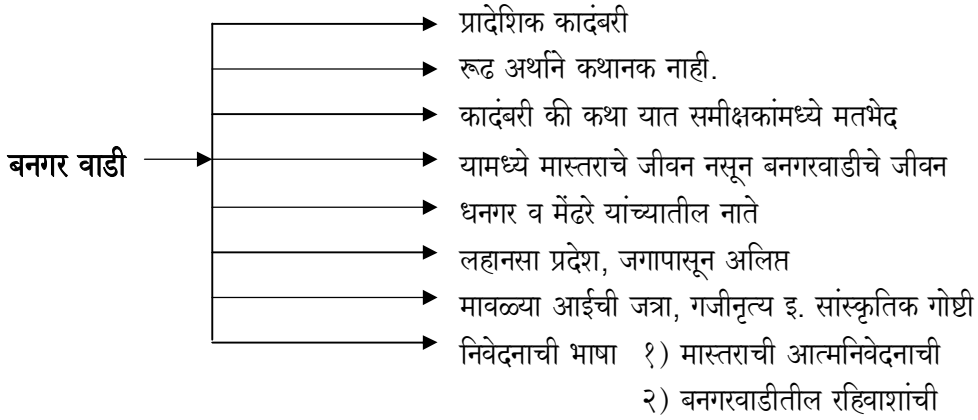 प्रादेशिक कादंबरी
रूढ अर्थाने कथानक नाही.
कादंबरी की कथा यात समीक्षकांमध्ये मतभेद
बनगर वाडी
यामध्ये मास्तराचे जीवन नसून बनगरवाडीचे जीवन
धनगर व मेंढरे यांच्यातील नाते
लहानसा प्रदेश, जगापासून अलिप्त
मावळ्या आईची जत्रा, गजीनृत्य इ. सांस्कृतिक गोष्टी
निवेदनाची भाषा १) मास्तराची आत्मनिवेदनाची
२) बनगरवाडीतील रहिवाशांची